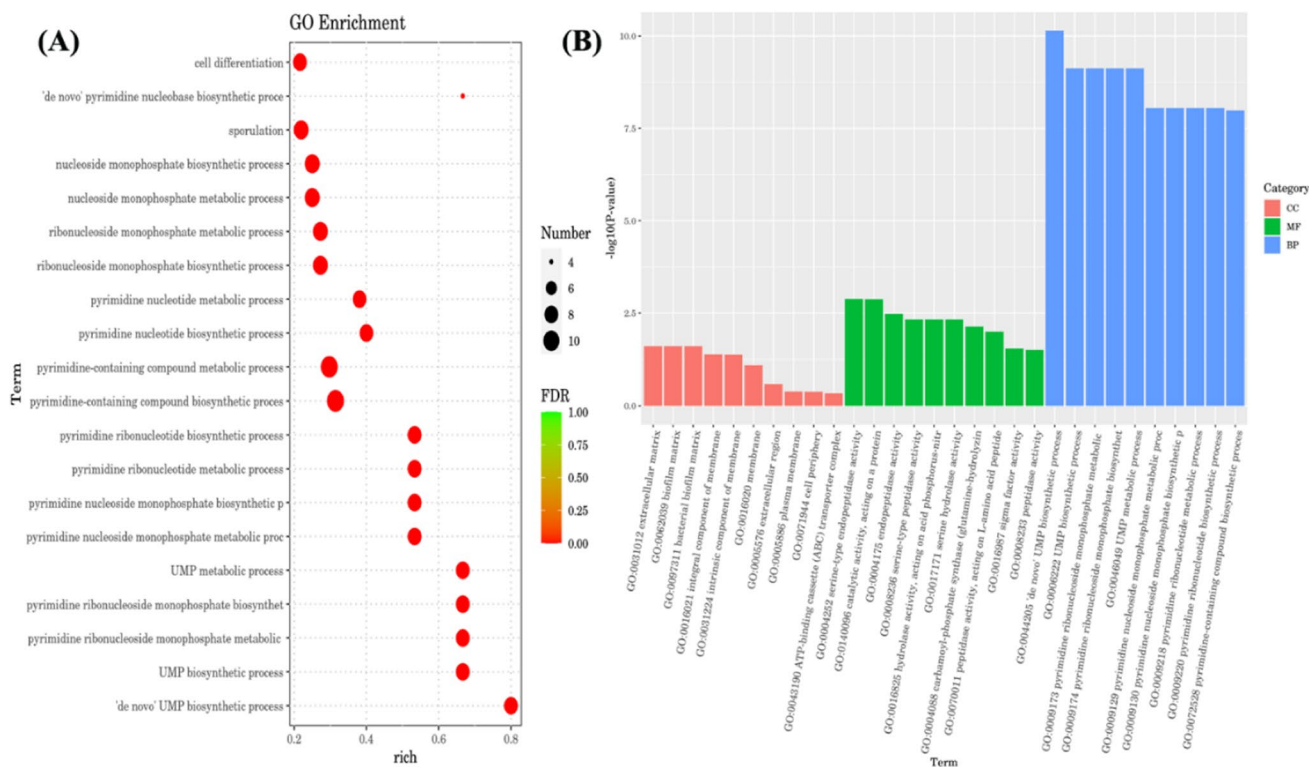 (A)
GO Enrichment
Term
cell differentiation
'de novo' pyrimidine nucleobase biosynthetic proce
sporulation
nucleoside monophosphate biosynthetic process
nucleoside monophosphate metabolic process
ribonucleoside monophosphate metabolic process
ribonucleoside monophosphate biosynthetic process
pyrimidine nucleotide metabolic process
pyrimidine nucleotide biosynthetic process
pyrimidine-containing compound metabolic process
pyrimidine-containing compound biosynthetic proces
pyrimidine ribonucleotide biosynthetic process
pyrimidine ribonucleotide metabolic process
pyrimidine nucleoside monophosphate biosynthetic p
pyrimidine nucleoside monophosphate metabolic proc
UMP metabolic process
pyrimidine ribonucleoside monophosphate biosynthet
pyrimidine ribonucleoside monophosphate metabolic
UMP biosynthetic process
'de novo' UMP biosynthetic process
0.2 0.4 0.6 0.8
rich
Number
4
6
8
10
FDR
1.00
0.75
0.50
0.25
0.00
(B)
-log10(P-value)
10.0
7.5
5.0
2.5
0.0
GO:0031012 extracellular matrix
GO:0062039 biofilm matrix
GO:0097311 bacterial biofilm matrix
GO:0016021 integral component of membrane
GO:0031224 intrinsic component of membrane
GO:0016020 membrane
GO:0005576 extracellular region
GO:0005886 plasma membrane
GO:0071944 cell periphery
GO:0043190 ATP-binding cassette (ABC) transporter complex
GO:0004252 serine-type endopeptidase activity
GO:0140096 catalytic activity, acting on a protein
GO:0004175 endopeptidase activity
GO:0008236 serine-type peptidase activity
GO:0016825 hydrolase activity, acting on acid phosphorus-nitr
GO:0017171 serine hydrolase activity
GO:0004088 carbamoyl-phosphate synthase (glutamine-hydrolyzin
GO:0070011 peptidase activity, acting on L-amino acid peptide
GO:0016987 sigma factor activity
GO:0008233 peptidase activity
GO:0044205 'de novo' UMP biosynthetic process
GO:0006222 UMP biosynthetic process
GO:0009173 pyrimidine ribonucleoside monophosphate metabolic
GO:0009174 pyrimidine ribonucleoside monophosphate biosynthet
GO:0046049 UMP metabolic process
GO:0009129 pyrimidine nucleoside monophosphate metabolic proc
GO:0009130 pyrimidine nucleoside monophosphate biosynthetic p
GO:0009218 pyrimidine ribonucleotide metabolic process
GO:0009220 pyrimidine ribonucleotide biosynthetic process
GO:0072528 pyrimidine-containing compound biosynthetic proces
Term
Category
CC
MF
BP